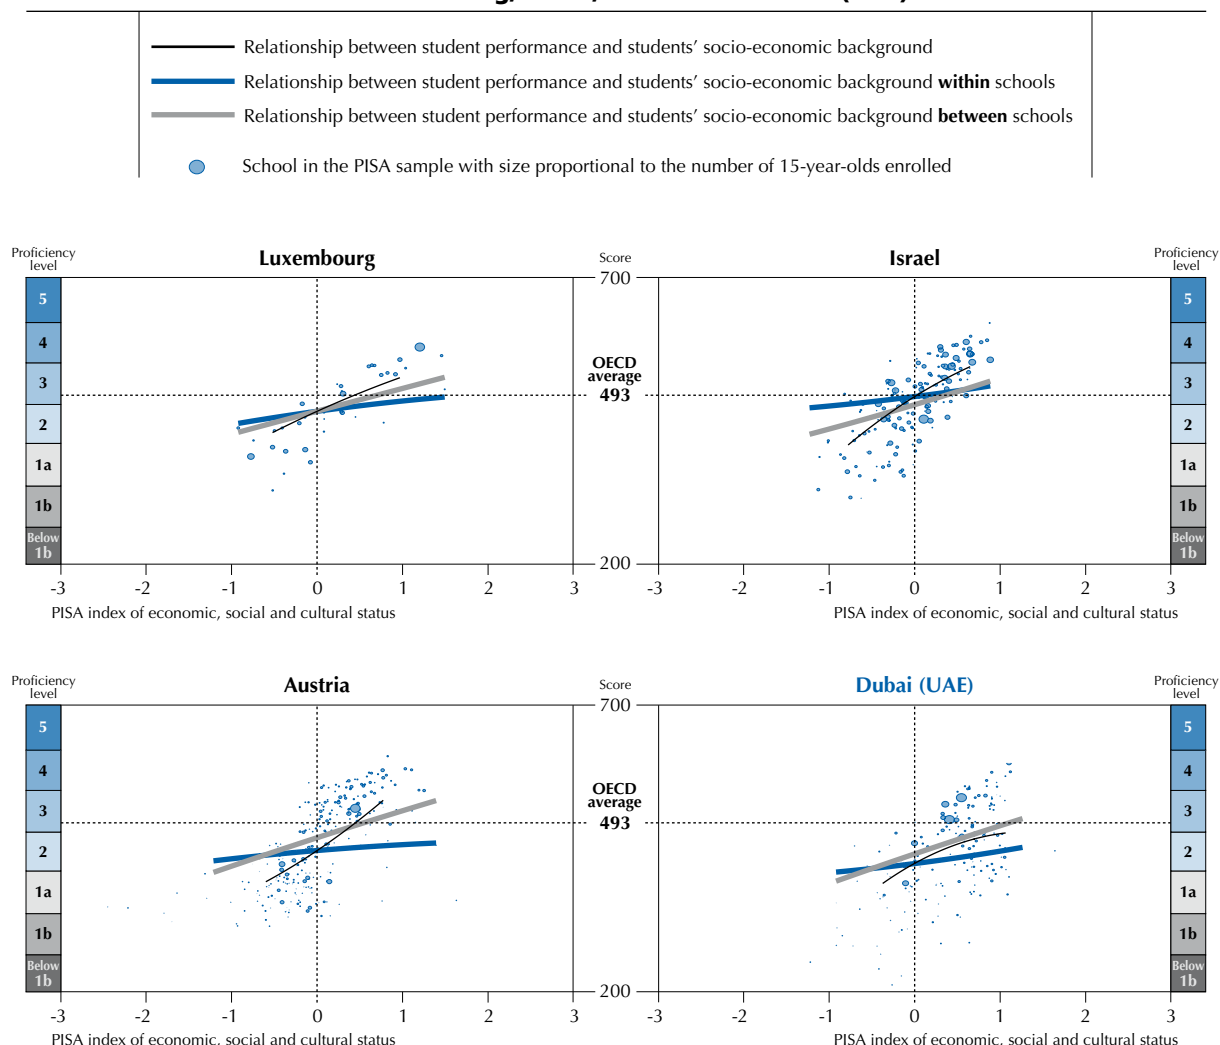 Relationship between student performance and students’ socio-economic background
Relationship between student performance and students’ socio-economic background within schools
Relationship between student performance and students’ socio-economic background between schools
School in the PISA sample with size proportional to the number of 15-year-olds enrolled
Proficiency level
Luxembourg
Score
Israel
Proficiency level
700
5
4
3
2
1a
1b
Below 1b
OECD average
493
200
5
4
3
2
1a
1b
Below 1b
-3 -2 -1 0 1 2 3
-3 -2 -1 0 1 2 3
PISA index of economic, social and cultural status
PISA index of economic, social and cultural status
Proficiency level
Austria
Score
Dubai (UAE)
Proficiency level
700
5
4
3
2
1a
1b
Below 1b
OECD average
493
200
5
4
3
2
1a
1b
Below 1b
-3 -2 -1 0 1 2 3
-3 -2 -1 0 1 2 3
PISA index of economic, social and cultural status
PISA index of economic, social and cultural status